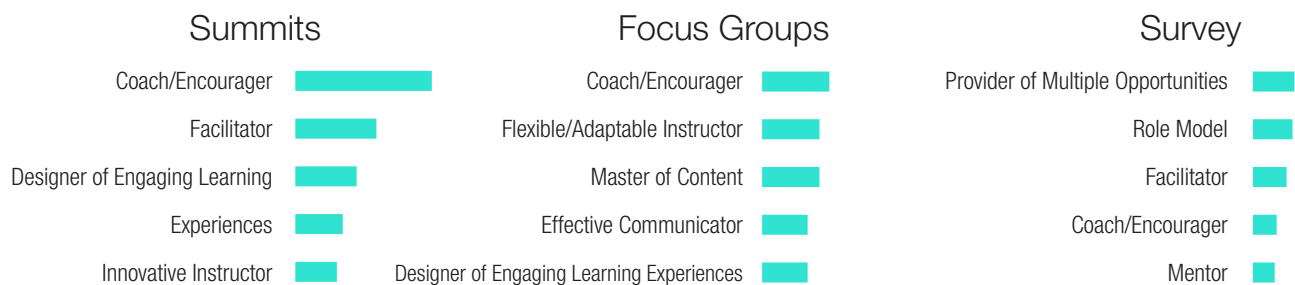 Summits
Coach/Encourager
Facilitator
Designer of Engaging Learning
Experiences
Innovative Instructor
Focus Groups
Coach/Encourager
Flexible/Adaptable Instructor
Master of Content
Effective Communicator
Designer of Engaging Learning Experiences
Survey
Provider of Multiple Opportunities
Role Model
Facilitator
Coach/Encourager
Mentor